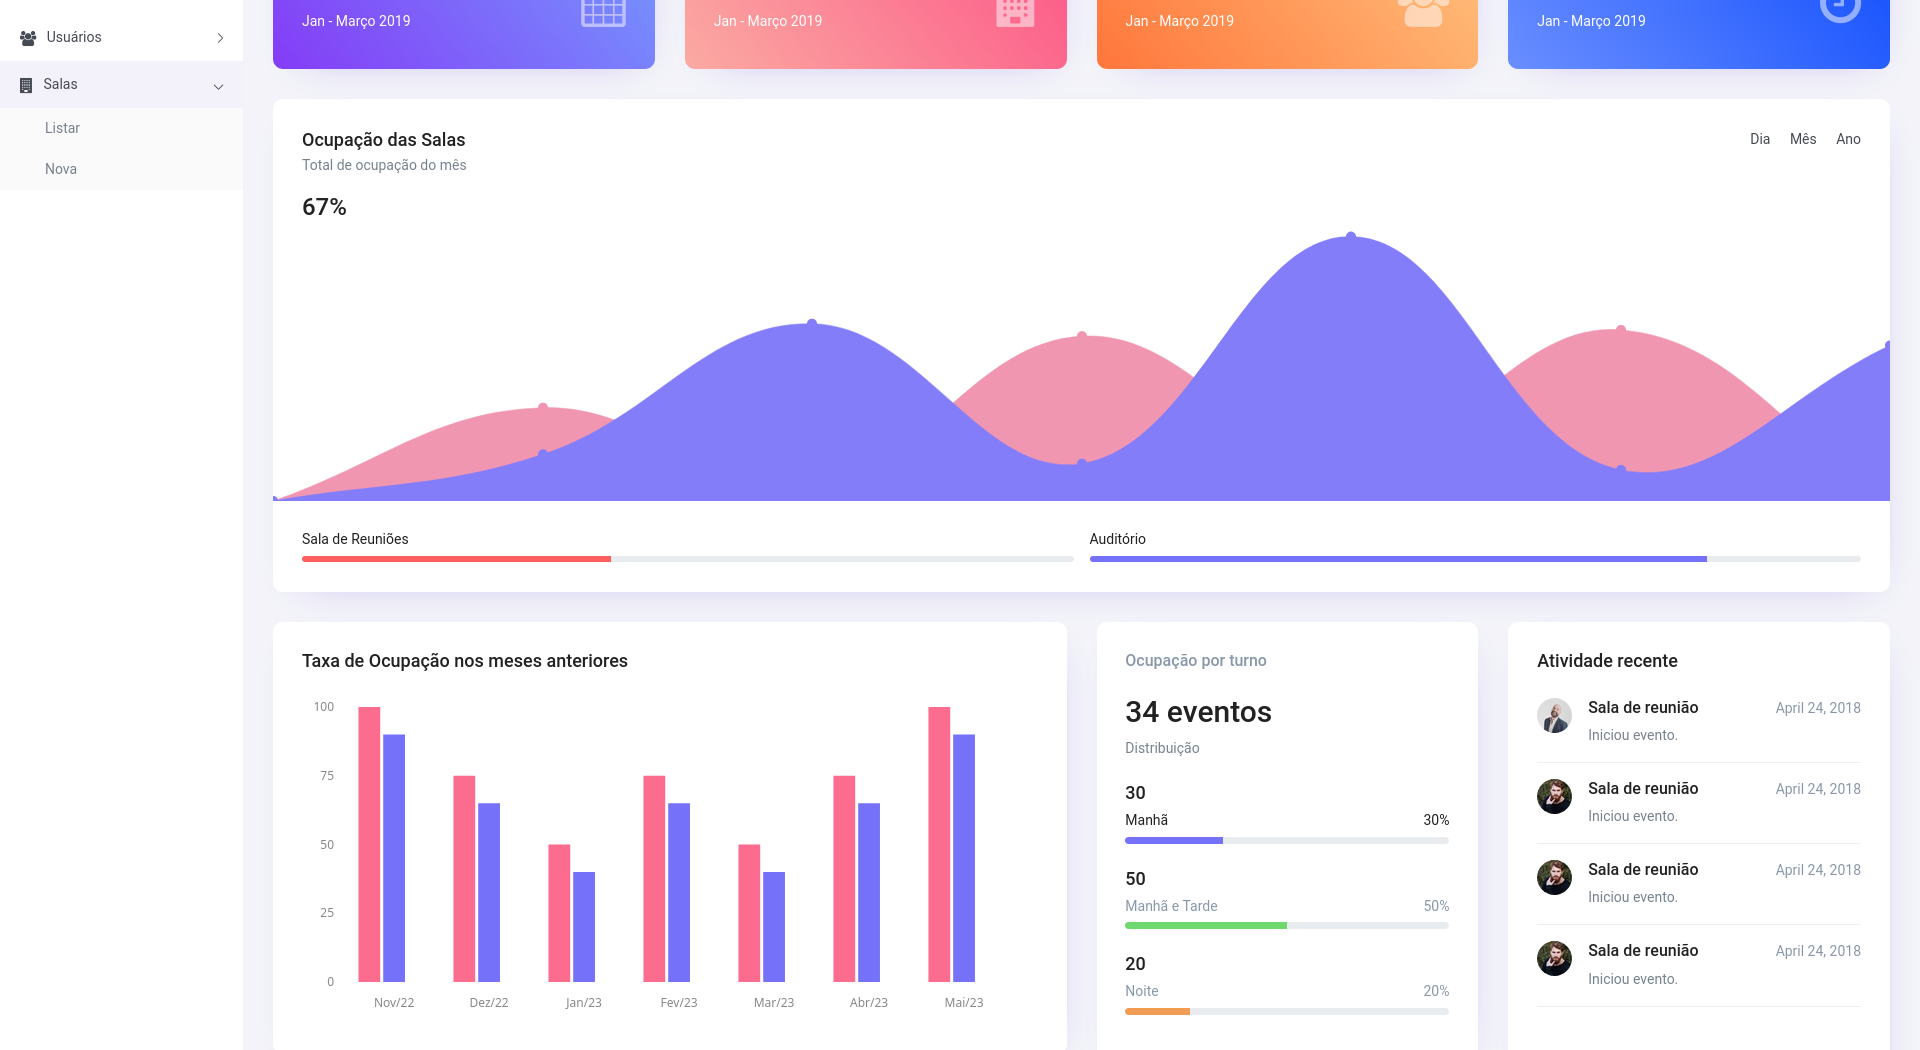 Usuários
Salas
Listar
Nova
Jan - Março 2019
Jan - Março 2019
Jan - Março 2019
Jan - Março 2019
Ocupação das Salas
Total de ocupação do mês
67%
Dia Mês Ano
Sala de Reuniões
Auditório
Taxa de Ocupação nos meses anteriores
100
75
50
25
0
Nov/22 Dez/22 Jan/23 Fev/23 Mar/23 Abr/23 Mai/23
Ocupação por turno
34 eventos
Distribuição
30
Manhã 30%
50
Manhã e Tarde 50%
20
Noite 20%
Atividade recente
Sala de reunião April 24, 2018
Iniciou evento.
Sala de reunião April 24, 2018
Iniciou evento.
Sala de reunião April 24, 2018
Iniciou evento.
Sala de reunião April 24, 2018
Iniciou evento.